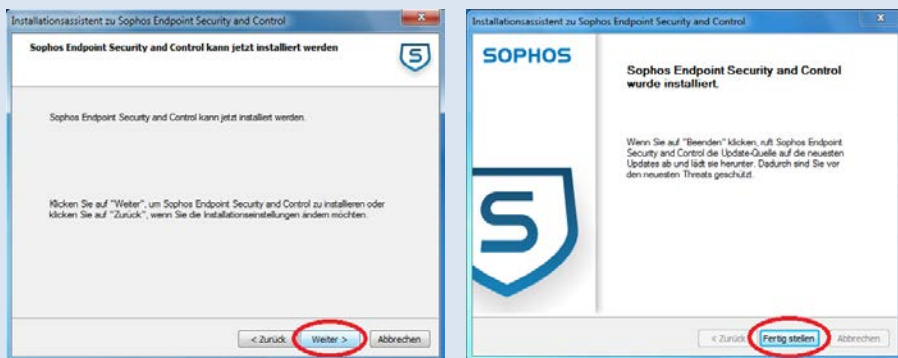 Installationsassistent zu Sophos Endpoint Security and Control
Sophos Endpoint Security and Control kann jetzt installiert werden
Sophos Endpoint Security and Control kann jetzt installiert werden.
Klicken Sie auf "Weiter", um Sophos Endpoint Security and Control zu installieren oder
klicken Sie auf "Zurück", wenn Sie die Installationseinstellungen ändern möchten.
< Zurück
Weiter >
Abbrechen
Installationsassistent zu Sophos Endpoint Security and Control
SOPHOS
Sophos Endpoint Security and Control
wurde installiert.
Wenn Sie auf "Beenden" klicken, ruft Sophos Endpoint
Security and Control die Update-Quelle auf die neuesten
Updates ab und lädt sie herunter. Dadurch sind Sie vor
den neuesten Threats geschützt.
< Zurück
Fertig stellen
Abbrechen